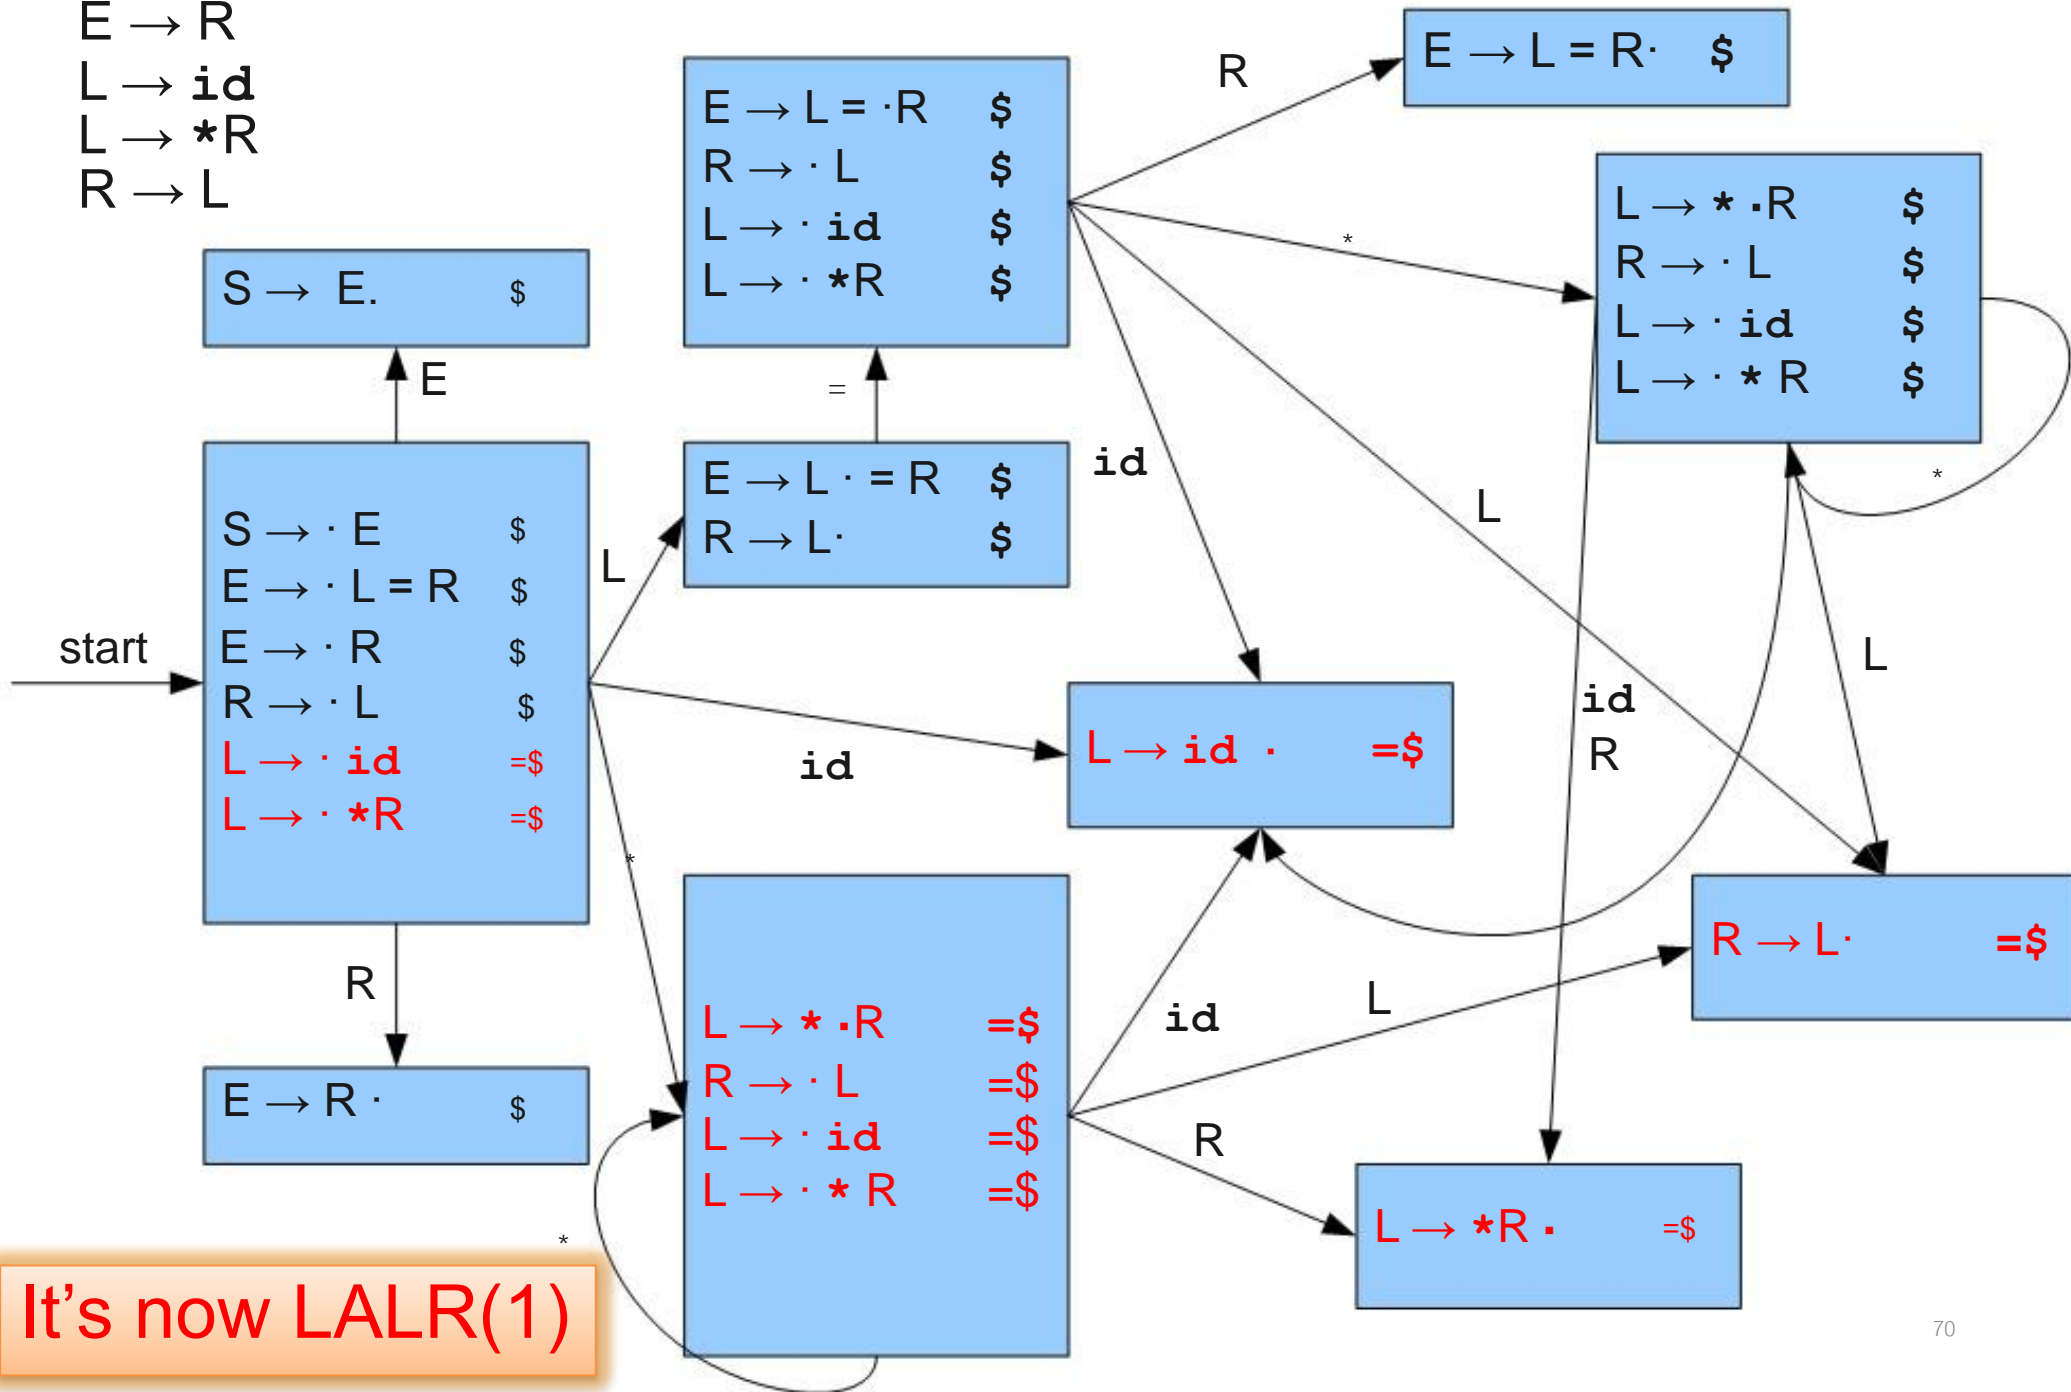 E → R
L → id
L → *R
R → L
S → E. $
E
S → · E $
E → · L = R $
E → · R $
R → · L $
L → · id =$
L → · *R =$
start
R
E → R · $
E → L = ·R $
R → · L $
L → · id $
L → · *R $
=
E → L · = R $
R → L· $
L
id
*
L → * ·R =$
R → · L =$
L → · id =$
L → · * R =$
*
R
E → L = R· $
*
L → * ·R $
R → · L $
L → · id $
L → · * R $
*
id
L
L → id · =$
id
R
L
R → L· =$
id
L
R
L → *R · =$
It's now LALR(1)
70